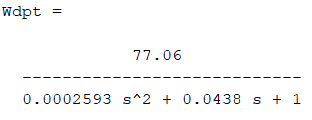 Wdpt =
77.06
----------------------------
0.0002593 s^2 + 0.0438 s + 1